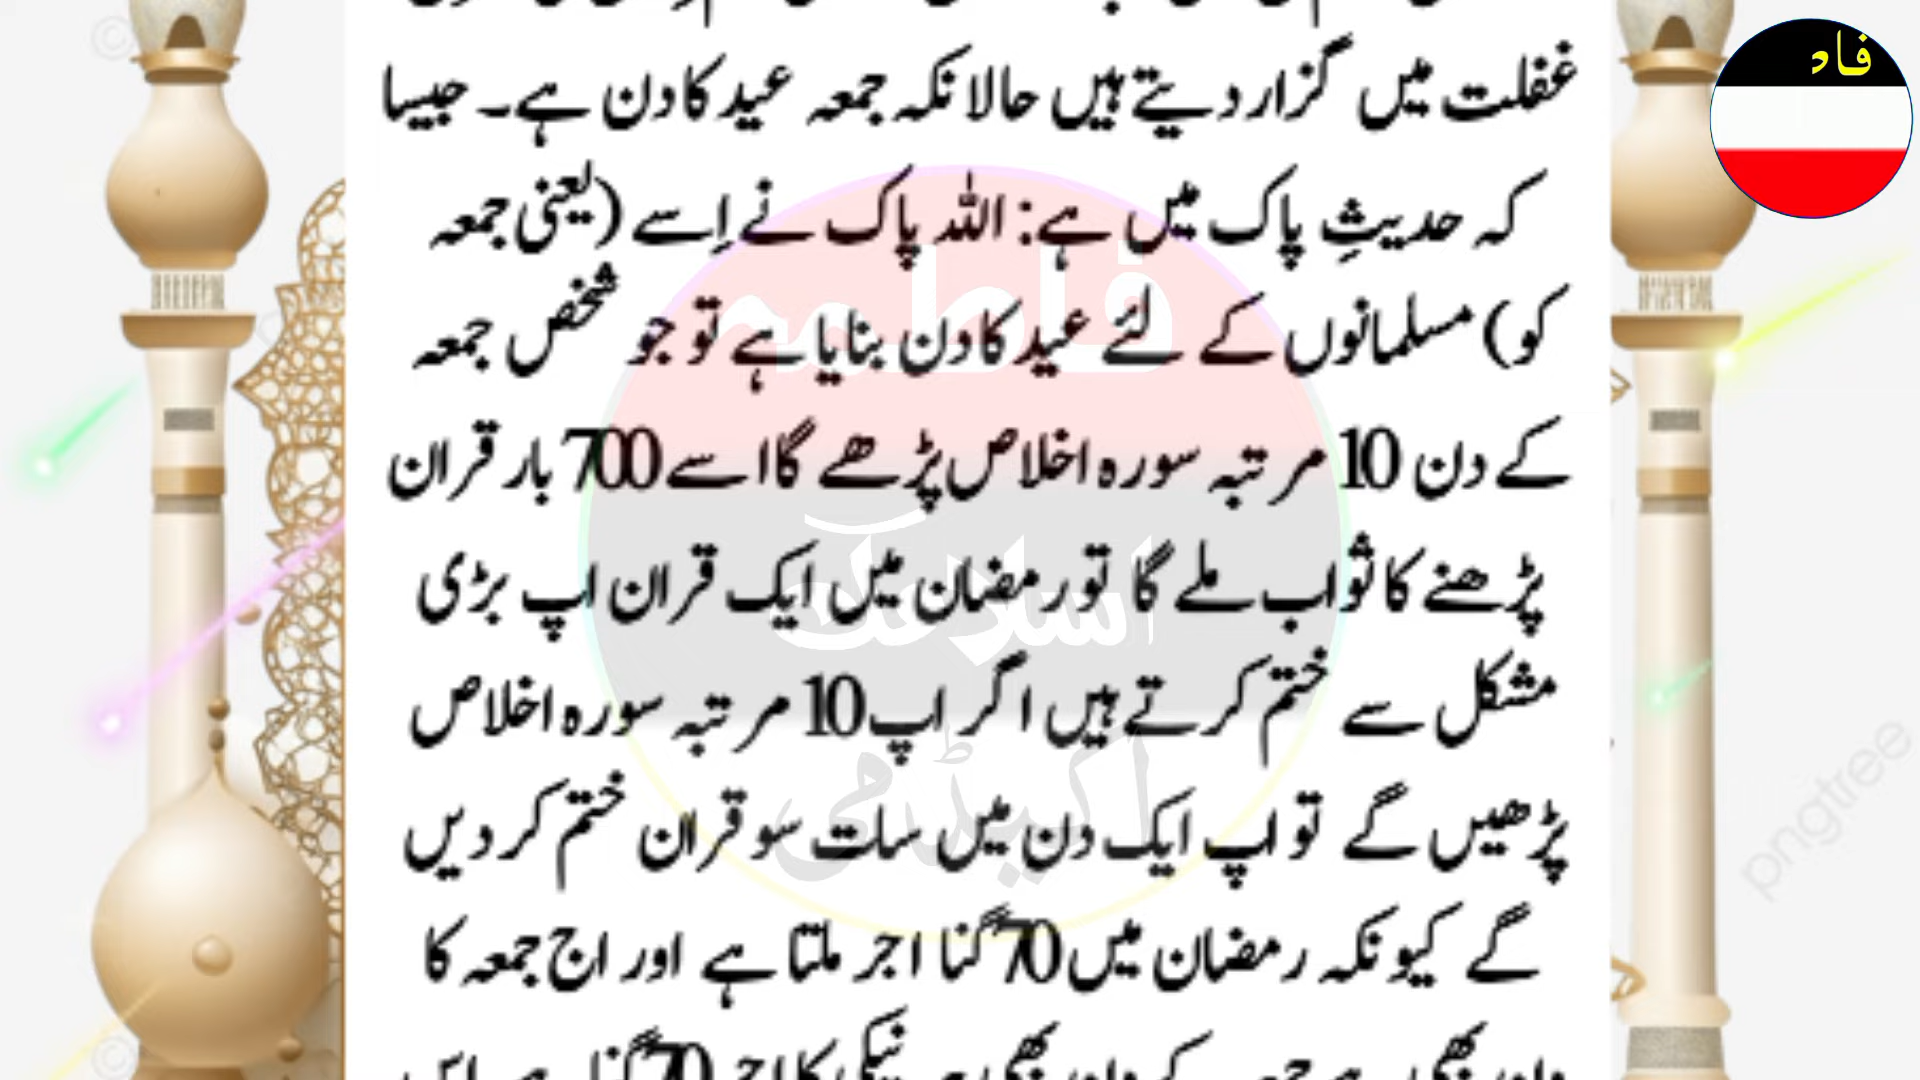 فاد
غفلت میں گزار دیتے ہیں حالانکہ جمعہ عید کا دن ہے۔ جیسا
کہ حدیثِ پاک میں ہے: اللہ پاک نے اِسے (یعنی جمعہ
کو) مسلمانوں کے لئے عید کا دن بنایا ہے تو جو شخص جمعہ
کے دن 10 مرتبہ سورہ اخلاص پڑھے گا اسے 700 بار قران
پڑھنے کا ثواب ملے گا تو رمضان میں ایک قران اپ بڑی
مشکل سے ختم کرتے ہیں اگر اپ 10 مرتبہ سورہ اخلاص
پڑھیں گے تو اپ ایک دن میں سات سو قران ختم کر دیں
گے کیونکہ رمضان میں 70 گنا اجر ملتا ہے اور اج جمعہ کا
فاطمہ
اسلامک
اکیڈمی
pngtree